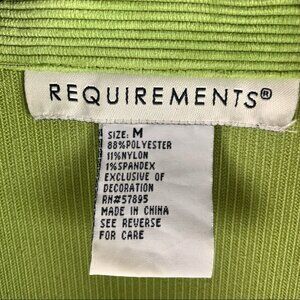 REQUIREMENTS®
SIZE: M
88%POLYESTER
11%NYLON
1%SPANDEX
EXCLUSIVE OF
DECORATION
RN#57895
MADE IN CHINA
SEE REVERSE
FOR CARE